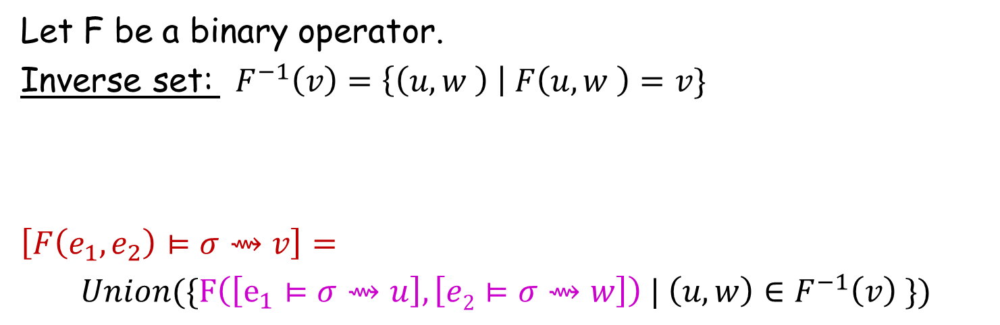 Let F be a binary operator.
Inverse set: F⁻¹(v) = {(u, w ) | F(u, w ) = v}
[F(e₁, e₂) ⊨ σ ⇝ v] =
Union({F([e₁ ⊨ σ ⇝ u], [e₂ ⊨ σ ⇝ w]) | (u, w) ∈ F⁻¹(v) })